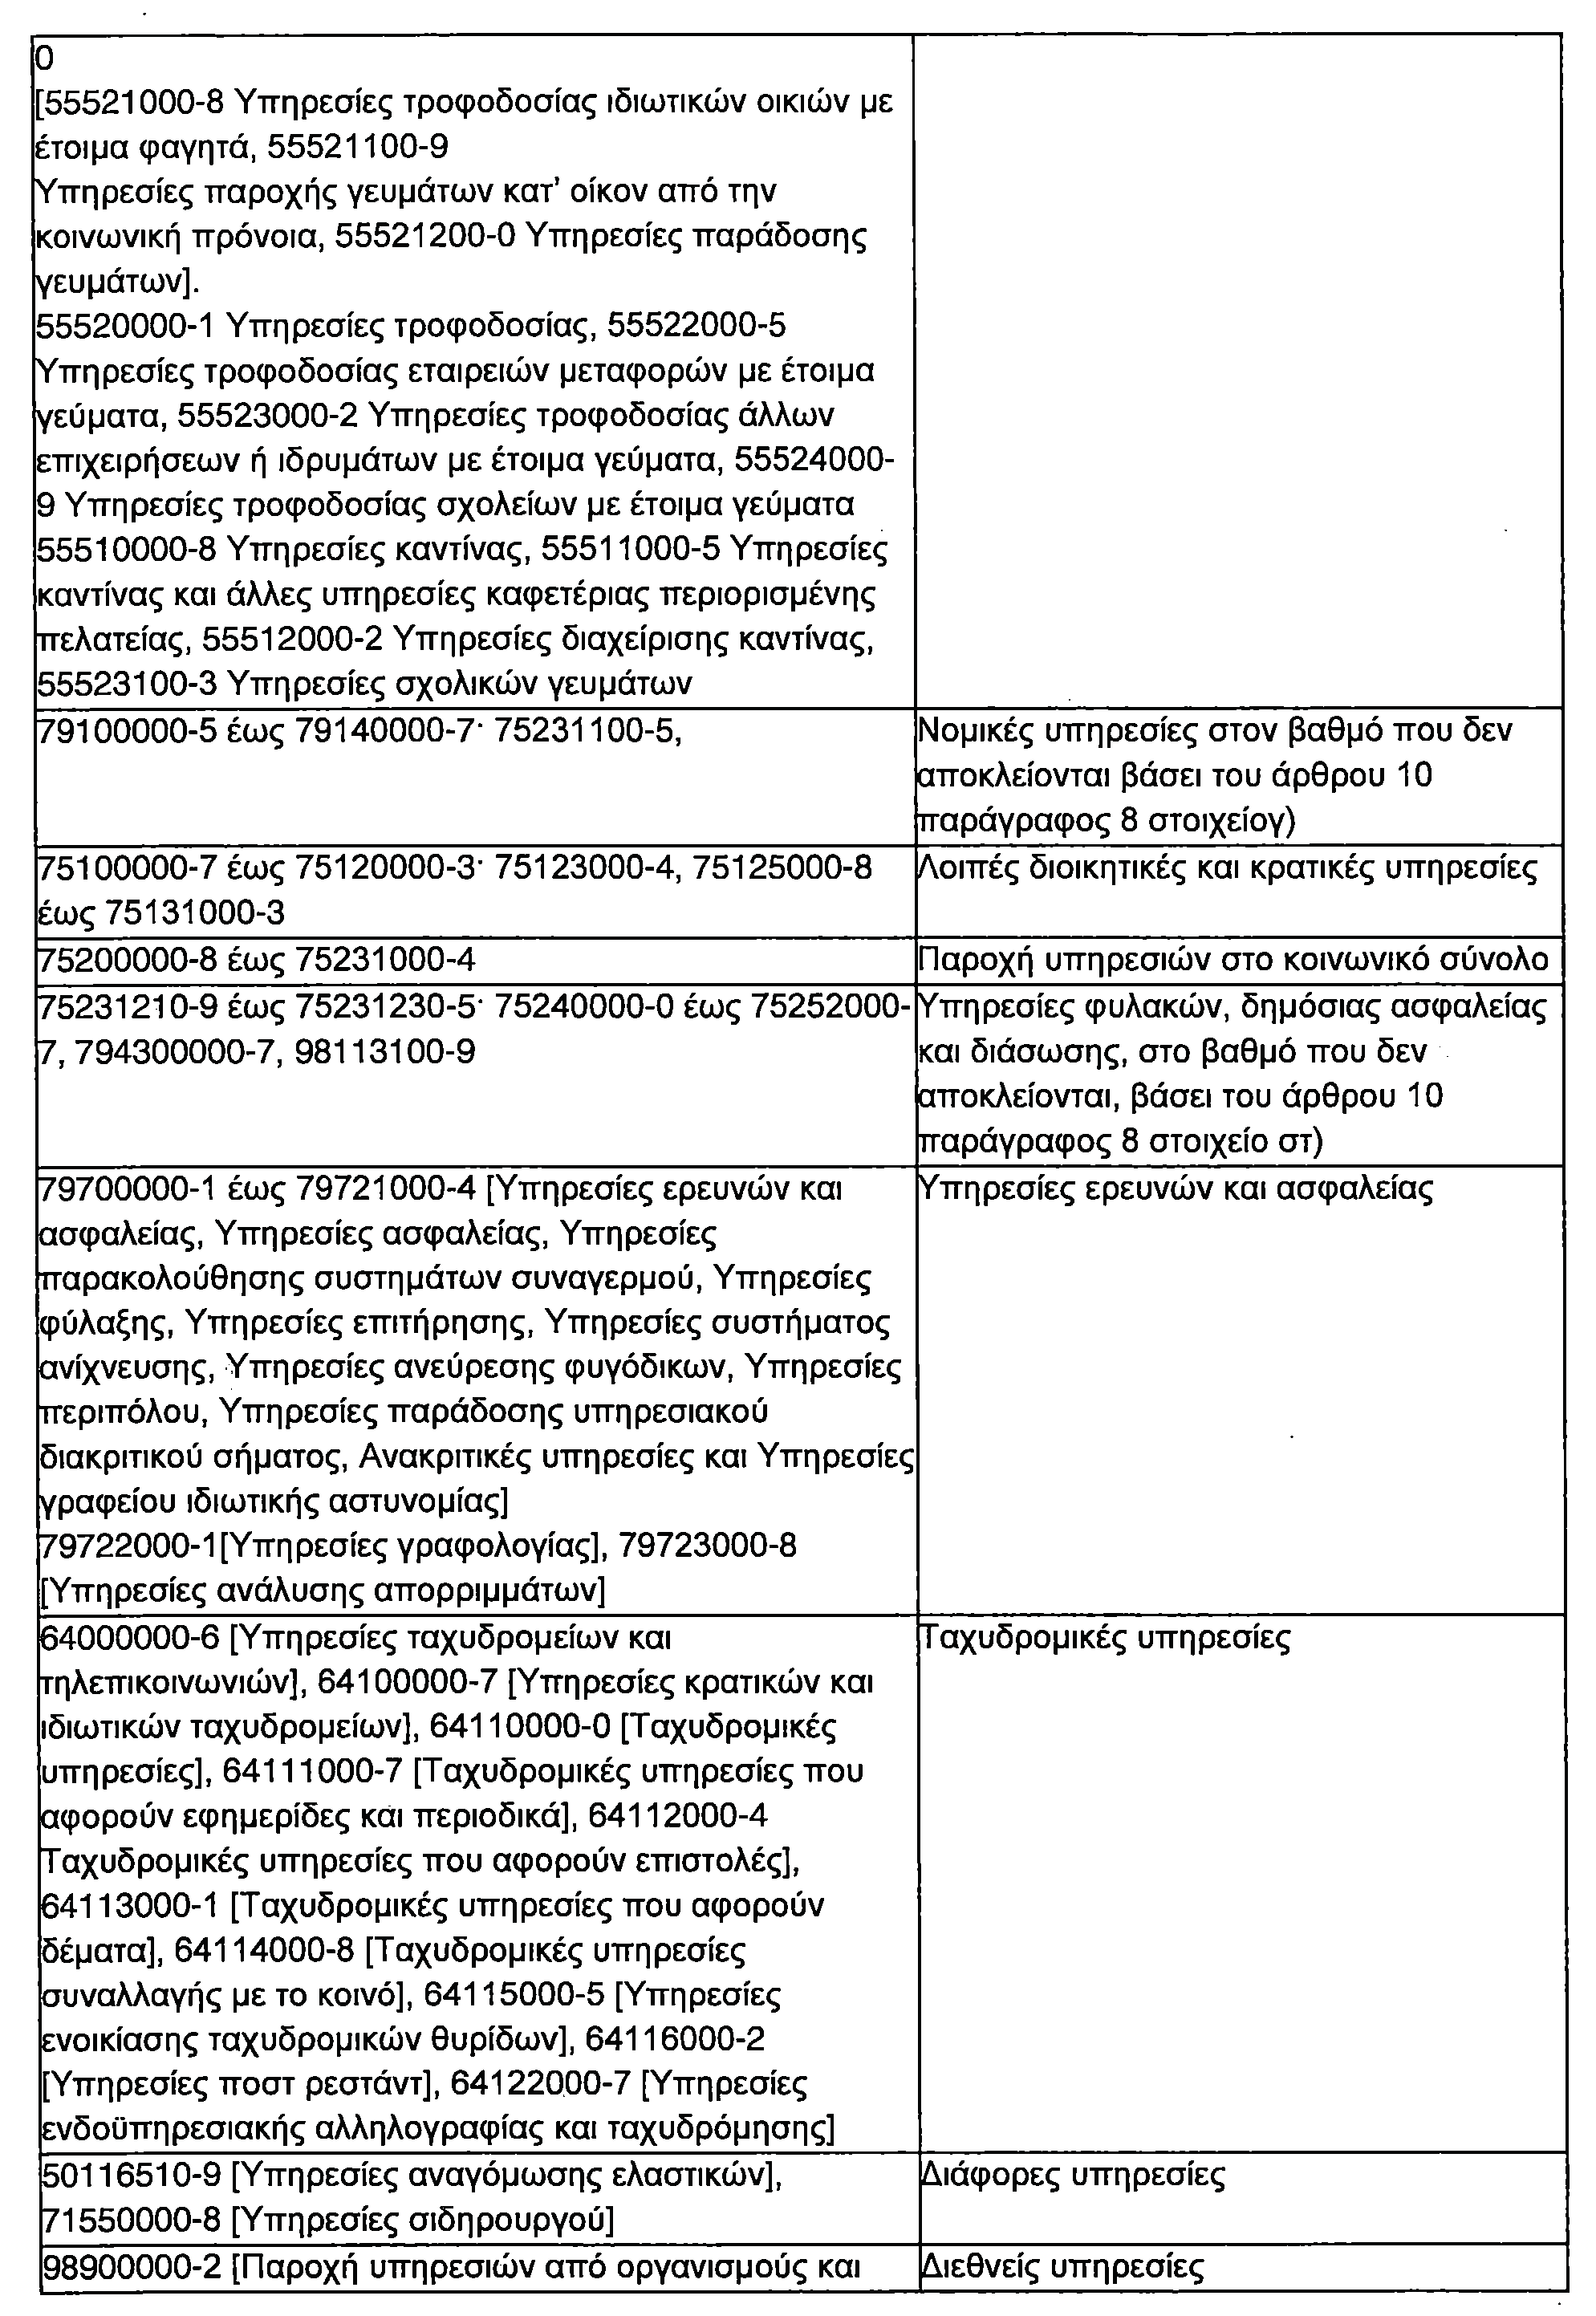 0
[55521000-8 Υπηρεσίες τροφοδοσίας ιδιωτικών οικιών με
έτοιμα φαγητά, 55521100-9
Υπηρεσίες παροχής γευμάτων κατ’ οίκον από την
κοινωνική πρόνοια, 55521200-0 Υπηρεσίες παράδοσης
γευμάτων].
55520000-1 Υπηρεσίες τροφοδοσίας, 55522000-5
Υπηρεσίες τροφοδοσίας εταιρειών μεταφορών με έτοιμα
γεύματα, 55523000-2 Υπηρεσίες τροφοδοσίας άλλων
επιχειρήσεων ή ιδρυμάτων με έτοιμα γεύματα, 55524000-
9 Υπηρεσίες τροφοδοσίας σχολείων με έτοιμα γεύματα
55510000-8 Υπηρεσίες καντίνας, 55511000-5 Υπηρεσίες
καντίνας και άλλες υπηρεσίες καφετέριας περιορισμένης
πελατείας, 55512000-2 Υπηρεσίες διαχείρισης καντίνας,
55523100-3 Υπηρεσίες σχολικών γευμάτων
79100000-5 έως 79140000-7· 75231100-5,
Νομικές υπηρεσίες στον βαθμό που δεν
αποκλείονται βάσει του άρθρου 10
παράγραφος 8 στοιχείογ)
75100000-7 έως 75120000-3· 75123000-4, 75125000-8
έως 75131000-3
Λοιπές διοικητικές και κρατικές υπηρεσίες
75200000-8 έως 75231000-4
Παροχή υπηρεσιών στο κοινωνικό σύνολο
75231210-9 έως 75231230-5· 75240000-0 έως 75252000-
7, 794300000-7, 98113100-9
Υπηρεσίες φυλακών, δημόσιας ασφαλείας
και διάσωσης, στο βαθμό που δεν
αποκλείονται, βάσει του άρθρου 10
παράγραφος 8 στοιχείο στ)
79700000-1 έως 79721000-4 [Υπηρεσίες ερευνών και
ασφαλείας, Υπηρεσίες ασφαλείας, Υπηρεσίες
παρακολούθησης συστημάτων συναγερμού, Υπηρεσίες
φύλαξης, Υπηρεσίες επιτήρησης, Υπηρεσίες συστήματος
ανίχνευσης, Υπηρεσίες ανεύρεσης φυγόδικων, Υπηρεσίες
περιπόλου, Υπηρεσίες παράδοσης υπηρεσιακού
διακριτικού σήματος, Ανακριτικές υπηρεσίες και Υπηρεσίες
γραφείου ιδιωτικής αστυνομίας]
79722000-1[Υπηρεσίες γραφολογίας], 79723000-8
[Υπηρεσίες ανάλυσης απορριμμάτων]
Υπηρεσίες ερευνών και ασφαλείας
64000000-6 [Υπηρεσίες ταχυδρομείων και
τηλεπικοινωνιών], 64100000-7 [Υπηρεσίες κρατικών και
ιδιωτικών ταχυδρομείων], 64110000-0 [Ταχυδρομικές
υπηρεσίες], 64111000-7 [Ταχυδρομικές υπηρεσίες που
αφορούν εφημερίδες και περιοδικά], 64112000-4
Ταχυδρομικές υπηρεσίες που αφορούν επιστολές],
64113000-1 [Ταχυδρομικές υπηρεσίες που αφορούν
δέματα], 64114000-8 [Ταχυδρομικές υπηρεσίες
συναλλαγής με το κοινό], 64115000-5 [Υπηρεσίες
ενοικίασης ταχυδρομικών θυρίδων], 64116000-2
[Υπηρεσίες ποστ ρεστάντ], 64122000-7 [Υπηρεσίες
ενδοϋπηρεσιακής αλληλογραφίας και ταχυδρόμησης]
Ταχυδρομικές υπηρεσίες
50116510-9 [Υπηρεσίες αναγόμωσης ελαστικών],
71550000-8 [Υπηρεσίες σιδηρουργού]
Διάφορες υπηρεσίες
98900000-2 [Παροχή υπηρεσιών από οργανισμούς και
Διεθνείς υπηρεσίες